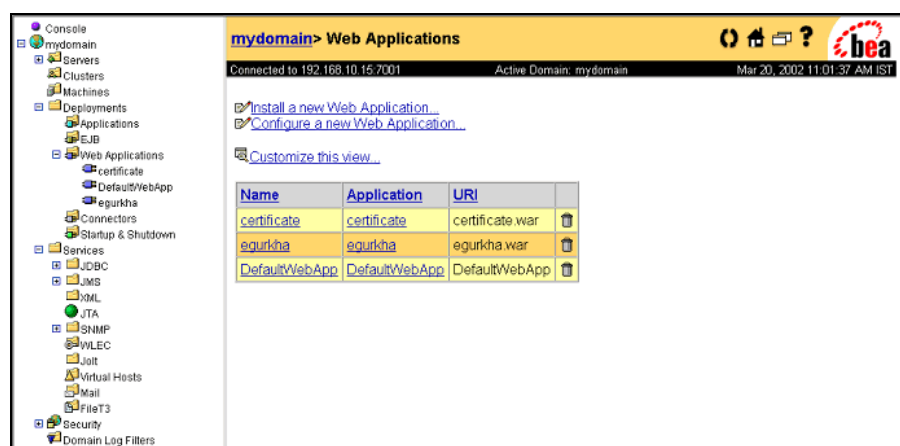 Console
mydomain
Servers
Clusters
Machines
Deployments
Applications
EJB
Web Applications
certificate
DefaultWebApp
egurkha
Connectors
Startup & Shutdown
Services
JDBC
JMS
XML
JTA
SNMP
WLEC
Jolt
Virtual Hosts
Mail
FileT3
Security
Domain Log Filters
mydomain> Web Applications
?
bea
Connected to 192.168.10.15:7001 Active Domain: mydomain Mar 20, 2002 11:01:37 AM IST
Install a new Web Application...
Configure a new Web Application...
Customize this view...
Name Application URI
certificate certificate certificate.war
egurkha egurkha egurkha.war
DefaultWebApp DefaultWebApp DefaultWebApp